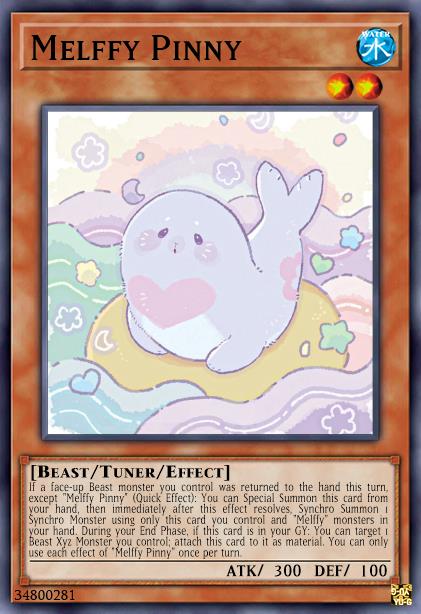 MELFFY PINNY
WATER
水
[BEAST/TUNER/EFFECT]
If a face-up Beast monster you control was returned to the hand this turn,
except "Melffy Pinny" (Quick Effect): You can Special Summon this card from
your hand, then immediately after this effect resolves, Synchro Summon 1
Synchro Monster using only this card you control and "Melffy" monsters in
your hand. During your End Phase, if this card is in your GY: You can target 1
Beast Xyz Monster you control; attach this card to it as material. You can only
use each effect of "Melffy Pinny" once per turn.
ATK/ 300 DEF/ 100
34800281